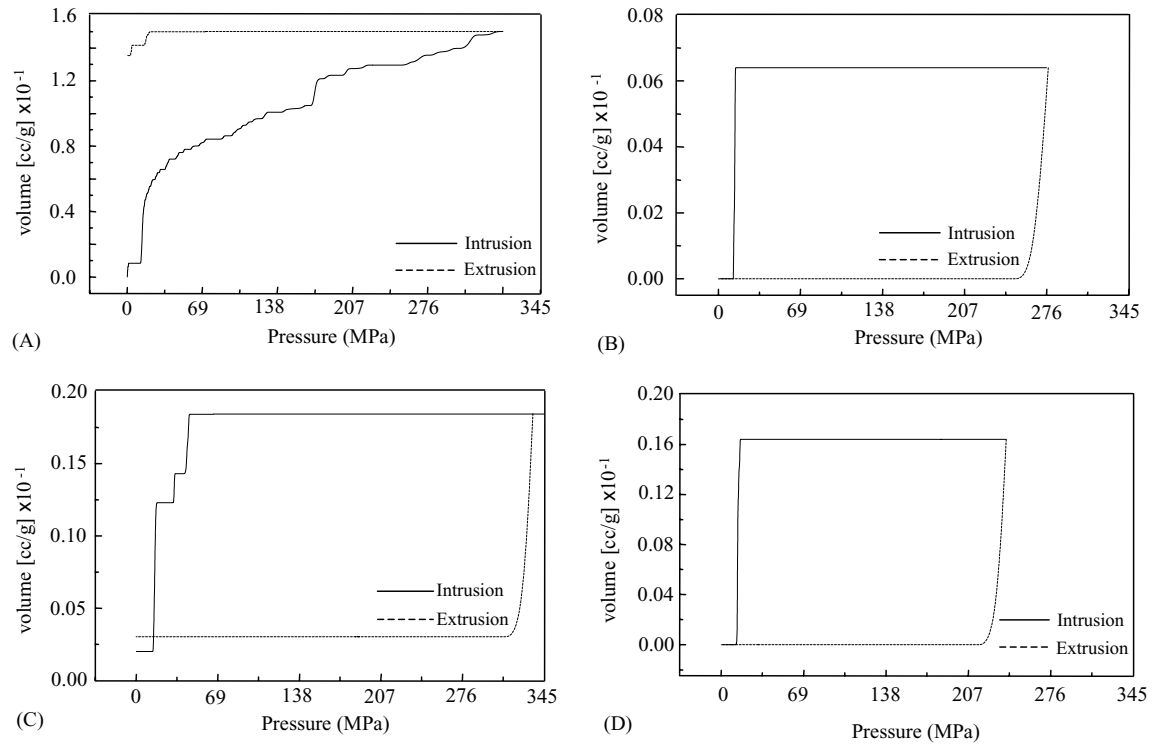 1.6
1.2
0.8
0.4
0.0
volume [cc/g] x10⁻¹
Intrusion
Extrusion
0 69 138 207 276 345
Pressure (MPa)
(A)
0.08
0.06
0.04
0.02
0.00
volume [cc/g] x10⁻¹
Intrusion
Extrusion
0 69 138 207 276 345
Pressure (MPa)
(B)
0.20
0.15
0.10
0.05
0.00
volume [cc/g] x10⁻¹
Intrusion
Extrusion
0 69 138 207 276 345
Pressure (MPa)
(C)
0.20
0.16
0.12
0.08
0.04
0.00
volume [cc/g] x10⁻¹
Intrusion
Extrusion
0 69 138 207 276 345
Pressure (MPa)
(D)